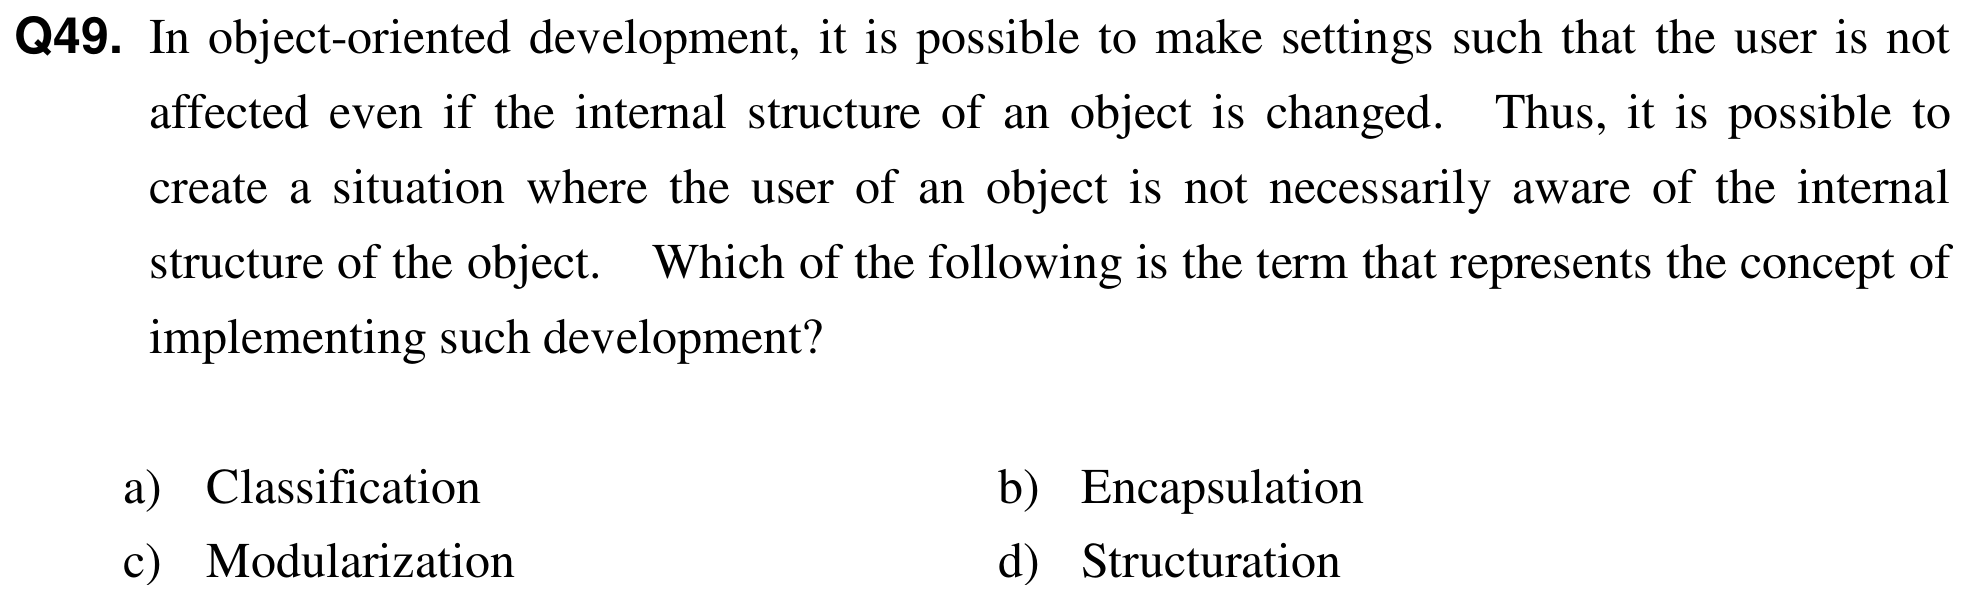 Q49. In object-oriented development, it is possible to make settings such that the user is not
affected even if the internal structure of an object is changed. Thus, it is possible to
create a situation where the user of an object is not necessarily aware of the internal
structure of the object. Which of the following is the term that represents the concept of
implementing such development?
a) Classification b) Encapsulation
c) Modularization d) Structuration